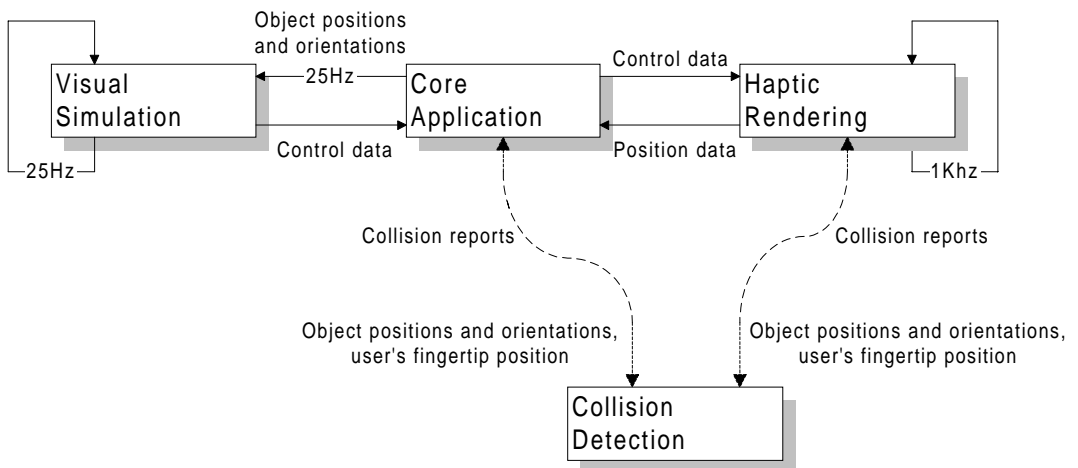 Object positions
and orientations
25Hz
Control data
Visual
Simulation
Core
Application
Haptic
Rendering
Control data
Position data
25Hz
1Khz
Collision reports
Collision reports
Object positions and orientations,
user's fingertip position
Object positions and orientations,
user's fingertip position
Collision
Detection